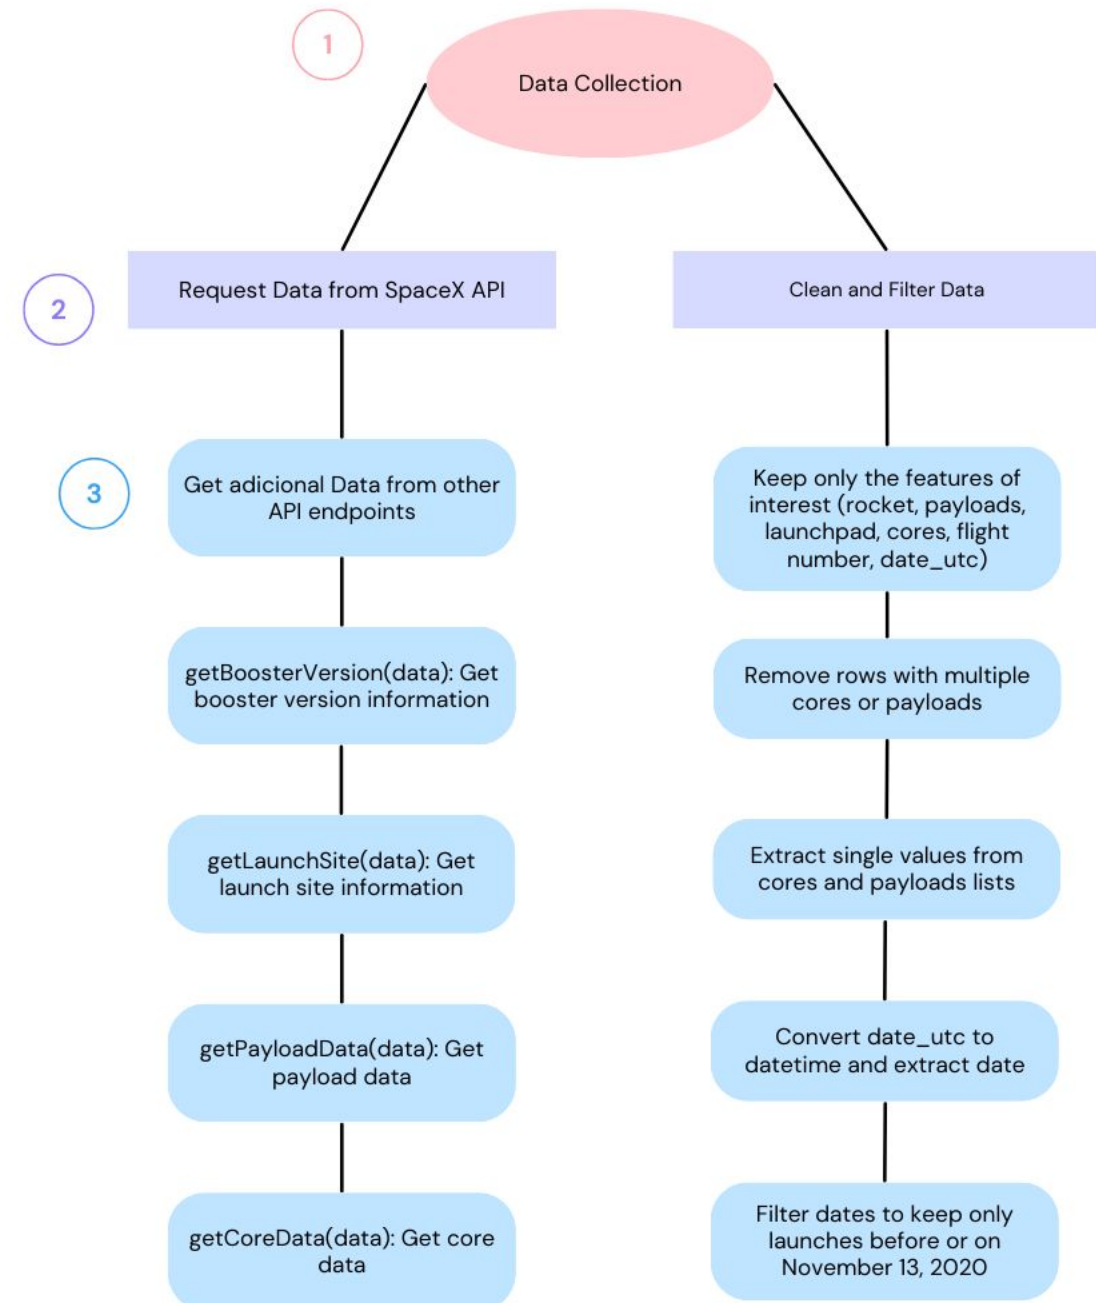 1
Data Collection
2
Request Data from SpaceX API
Clean and Filter Data
3
Get adicional Data from other
API endpoints
Keep only the features of
interest (rocket, payloads,
launchpad, cores, flight
number, date_utc)
getBoosterVersion(data): Get
booster version information
Remove rows with multiple
cores or payloads
getLaunchSite(data): Get
launch site information
Extract single values from
cores and payloads lists
getPayloadData(data): Get
payload data
Convert date_utc to
datetime and extract date
getCoreData(data): Get core
data
Filter dates to keep only
launches before or on
November 13, 2020